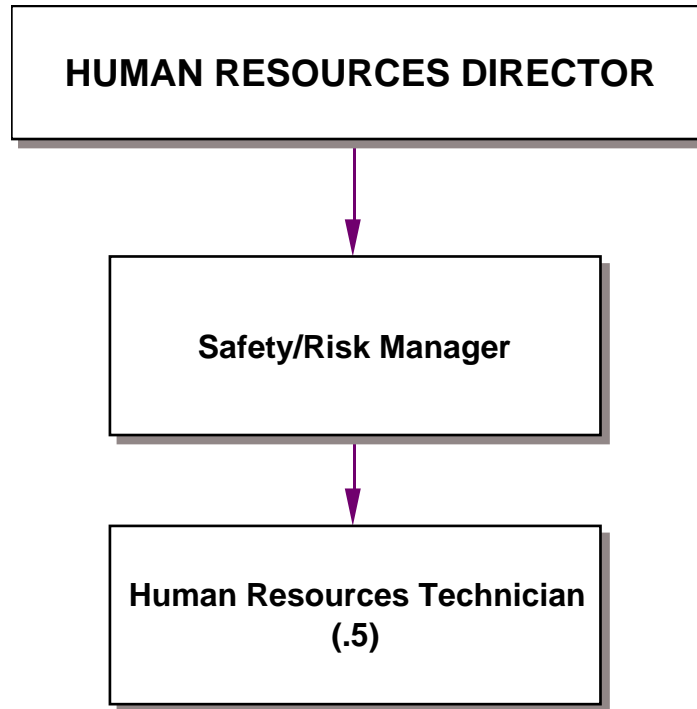 HUMAN RESOURCES DIRECTOR
Safety/Risk Manager
Human Resources Technician
(.5)